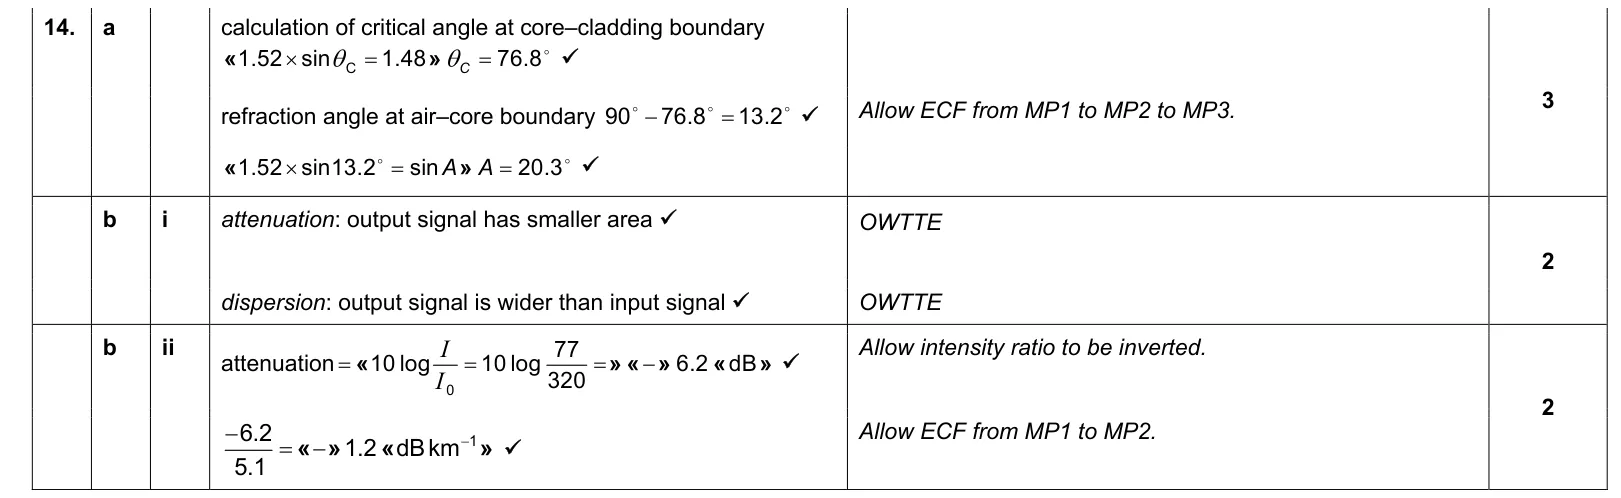 14. a calculation of critical angle at core–cladding boundary
«1.52 × sin θ_C = 1.48» θ_C = 76.8° ✓
refraction angle at air–core boundary 90° − 76.8° = 13.2° ✓
Allow ECF from MP1 to MP2 to MP3.
3
«1.52 × sin13.2° = sin A» A = 20.3° ✓
b i attenuation: output signal has smaller area ✓
OWTTE
2
dispersion: output signal is wider than input signal ✓
OWTTE
b ii attenuation = «10 log I/I₀ = 10 log 77/320 =» «−» 6.2 «dB» ✓
Allow intensity ratio to be inverted.
2
−6.2/5.1 = «−» 1.2 «dB km⁻¹» ✓
Allow ECF from MP1 to MP2.